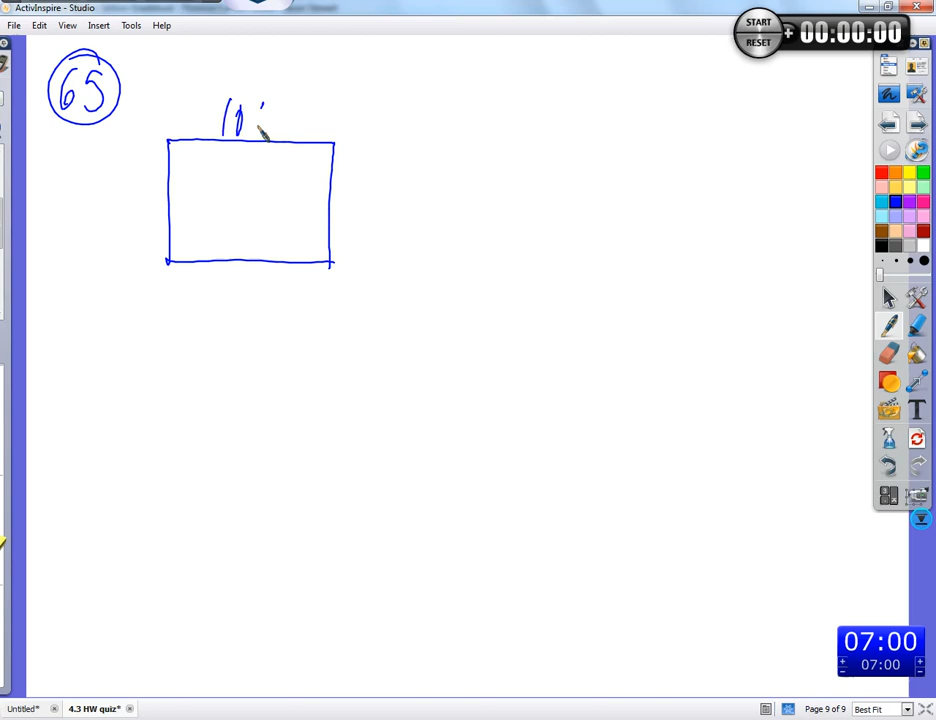 ActivInspire - Studio
File Edit View Insert Tools Help
START
RESET
00:00:00
65
10'
07:00
07:00
Untitled* 4.3 HW quiz* Page 9 of 9 Best Fit